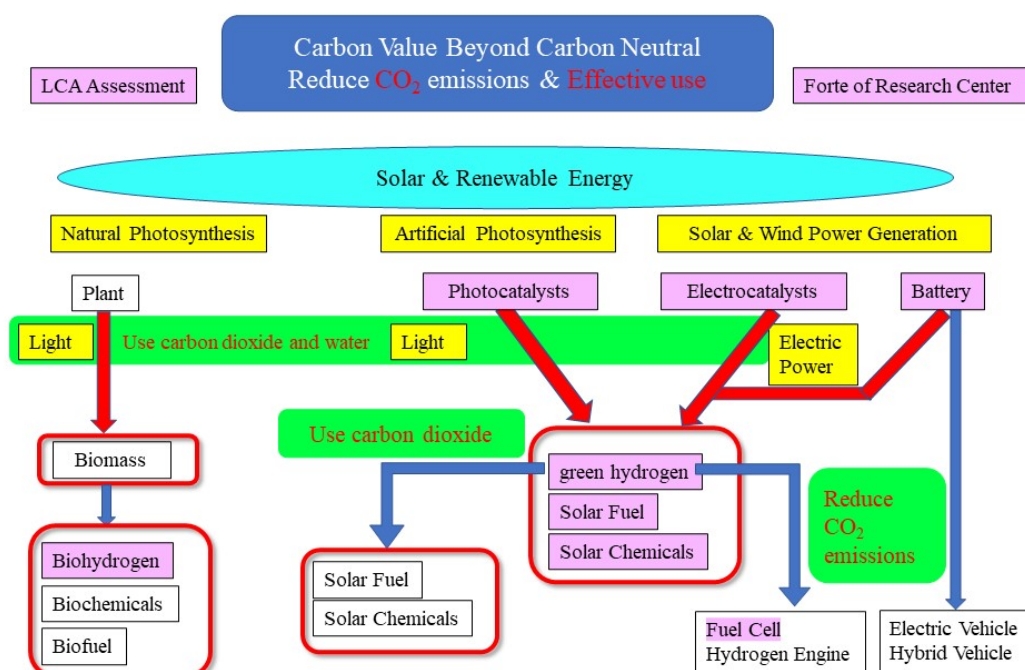 Carbon Value Beyond Carbon Neutral
Reduce CO₂ emissions & Effective use
LCA Assessment
Forte of Research Center
Solar & Renewable Energy
Natural Photosynthesis
Artificial Photosynthesis
Solar & Wind Power Generation
Plant
Photocatalysts
Electrocatalysts
Battery
Light
Use carbon dioxide and water
Light
Electric
Power
Use carbon dioxide
Biomass
green hydrogen
Solar Fuel
Solar Chemicals
Reduce
CO₂
emissions
Biohydrogen
Biochemicals
Biofuel
Solar Fuel
Solar Chemicals
Fuel Cell
Hydrogen Engine
Electric Vehicle
Hybrid Vehicle